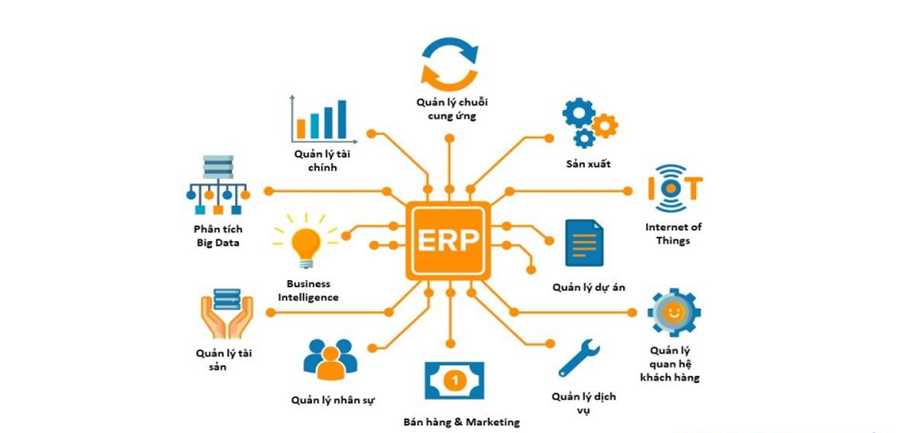 Quản lý chuỗi
cung ứng
Quản lý tài
chính
Sản xuất
Phân tích
Big Data
Internet of
Things
ERP
IOT
Business
Intelligence
Quản lý dự án
Quản lý tài
sản
Quản lý
quan hệ
khách hàng
Quản lý nhân sự
1
Quản lý dịch
vụ
Bán hàng & Marketing